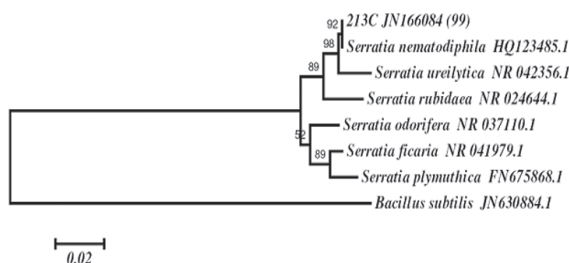 92
213C JN166084 (99)
98
Serratia nematodiphila HQ123485.1
89
Serratia ureilytica NR 042356.1
Serratia rubidaea NR 024644.1
52
Serratia odorifera NR 037110.1
89
Serratia ficaria NR 041979.1
Serratia plymuthica FN675868.1
Bacillus subtilis JN630884.1
0.02